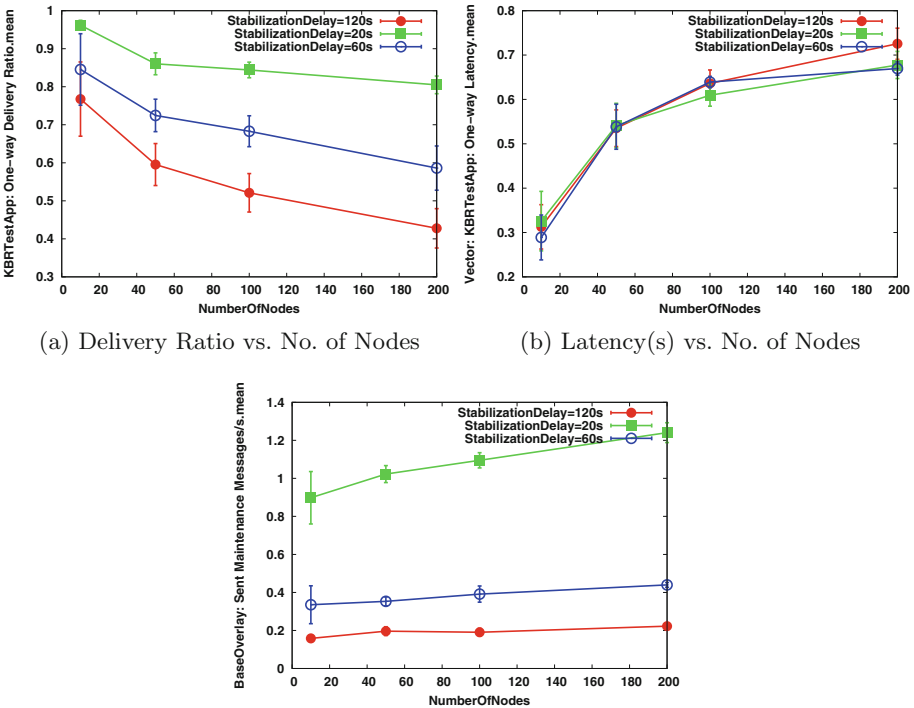 KBRTestApp: One-way Delivery Ratio.mean
1
0.9
0.8
0.7
0.6
0.5
0.4
0.3
StabilizationDelay=120s
StabilizationDelay=20s
StabilizationDelay=60s
0 20 40 60 80 100 120 140 160 180 200
NumberOfNodes
(a) Delivery Ratio vs. No. of Nodes
Vector: KBRTestApp: One-way Latency.mean
0.8
0.7
0.6
0.5
0.4
0.3
0.2
StabilizationDelay=120s
StabilizationDelay=20s
StabilizationDelay=60s
0 20 40 60 80 100 120 140 160 180 200
NumberOfNodes
(b) Latency(s) vs. No. of Nodes
BaseOverlay: Sent Maintenance Messages/s.mean
1.4
1.2
1
0.8
0.6
0.4
0.2
0
StabilizationDelay=120s
StabilizationDelay=20s
StabilizationDelay=60s
0 20 40 60 80 100 120 140 160 180 200
NumberOfNodes